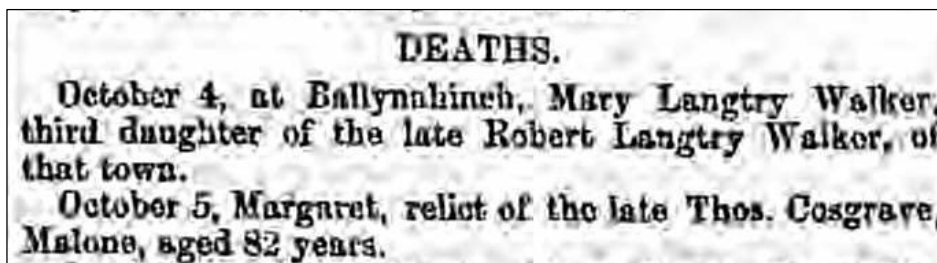 DEATHS.
October 4, at Ballynahinch, Mary Langtry Walker,
third daughter of the late Robert Langtry Walker, of
that town.
October 5, Margaret, relict of the late Thos. Cosgrave,
Malone, aged 82 years.